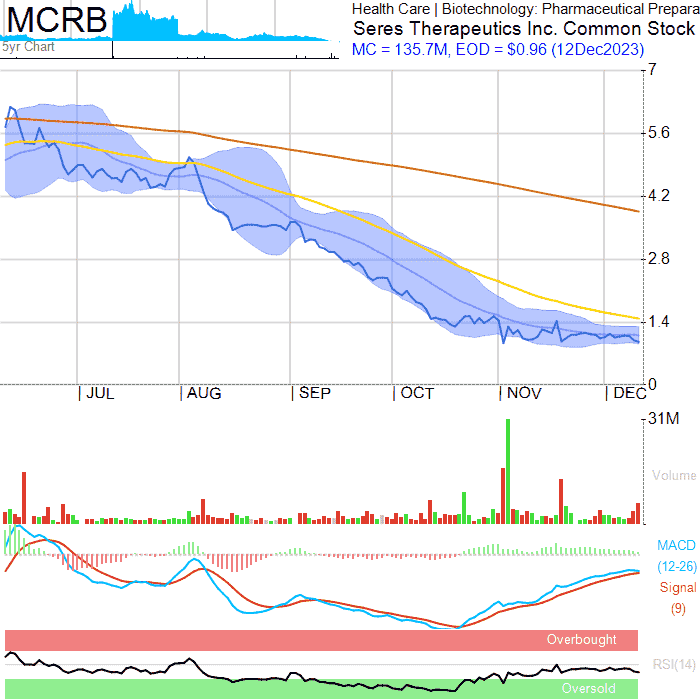 MCRB
5yr Chart
Health Care | Biotechnology: Pharmaceutical Prepara
Seres Therapeutics Inc. Common Stock
MC = 135.7M, EOD = $0.96 (12Dec2023)
7
5.6
4.2
2.8
1.4
0
|JUL |AUG |SEP |OCT |NOV |DEC
31M
Volume
MACD
(12-26)
Signal
(9)
Overbought
RSI(14)
Oversold